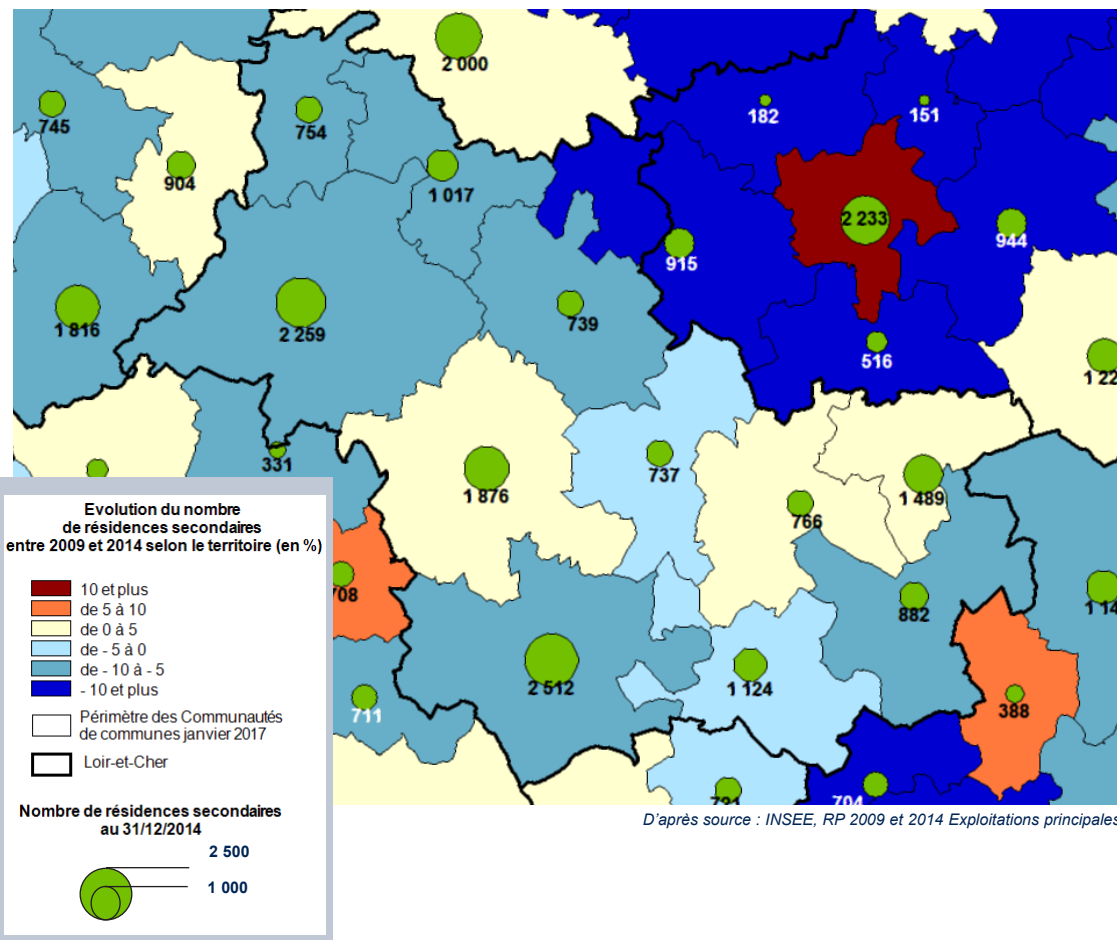 2 000
745
754
182
151
904
1 017
2 233
915
944
1 816
2 259
739
516
1 22
331
1 876
737
1 489
766
708
882
1 14
2 512
1 124
711
388
721
704
Evolution du nombre
de résidences secondaires
entre 2009 et 2014 selon le territoire (en %)
10 et plus
de 5 à 10
de 0 à 5
de - 5 à 0
de - 10 à - 5
- 10 et plus
Périmètre des Communautés
de communes janvier 2017
Loir-et-Cher
Nombre de résidences secondaires
au 31/12/2014
2 500
1 000
D'après source : INSEE, RP 2009 et 2014 Exploitations principales